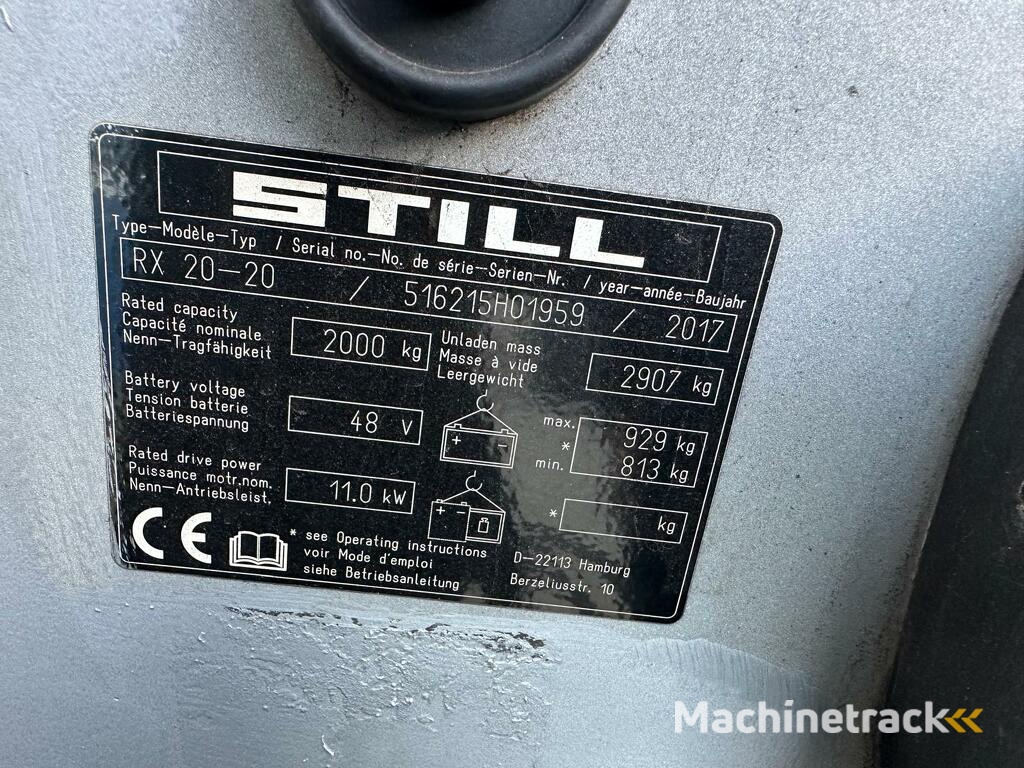 STILL
Type-Modèle-Typ / Serial no.-No. de série-Serien-Nr. / year-année-Baujahr
RX 20-20 / 516215H01959 / 2017
Rated capacity
Capacité nominale
Nenn-Tragfähigkeit
2000 kg
Unladen mass
Masse à vide
Leergewicht
2907 kg
Battery voltage
Tension batterie
Batteriespannung
48 V
+ -
max. 929 kg
*
min. 813 kg
Rated drive power
Puissance motr.nom.
Nenn-Antriebsleist.
11.0 kW
+ -
* kg
CE
* see Operating instructions
voir Mode d'emploi
siehe Betriebsanleitung
D-22113 Hamburg
Berzeliusstr. 10
Machinetrack